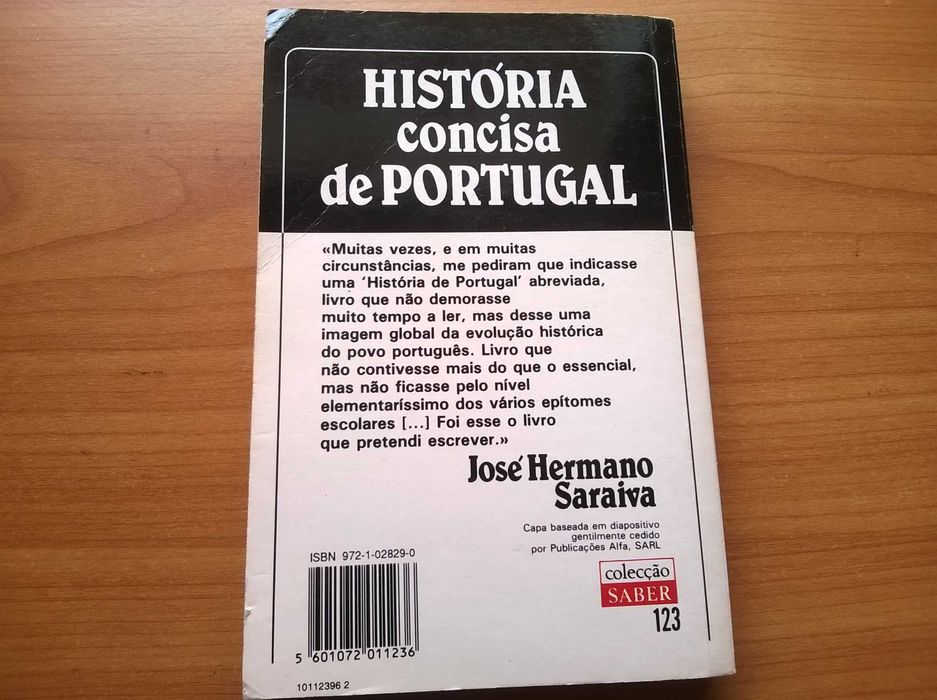 HISTÓRIA
concisa
de PORTUGAL
«Muitas vezes, e em muitas
circunstâncias, me pediram que indicasse
uma ‘História de Portugal’ abreviada,
livro que não demorasse
muito tempo a ler, mas desse uma
imagem global da evolução histórica
do povo português. Livro que
não contivesse mais do que o essencial,
mas não ficasse pelo nível
elementaríssimo dos vários epítomes
escolares [...] Foi esse o livro
que pretendi escrever.»
José Hermano
Saraiva
Capa baseada em diapositivo
gentilmente cedido
por Publicações Alfa, SARL
ISBN 972-1-02829-0
colecção
SABER
123
5 601072 011236
10112396 2